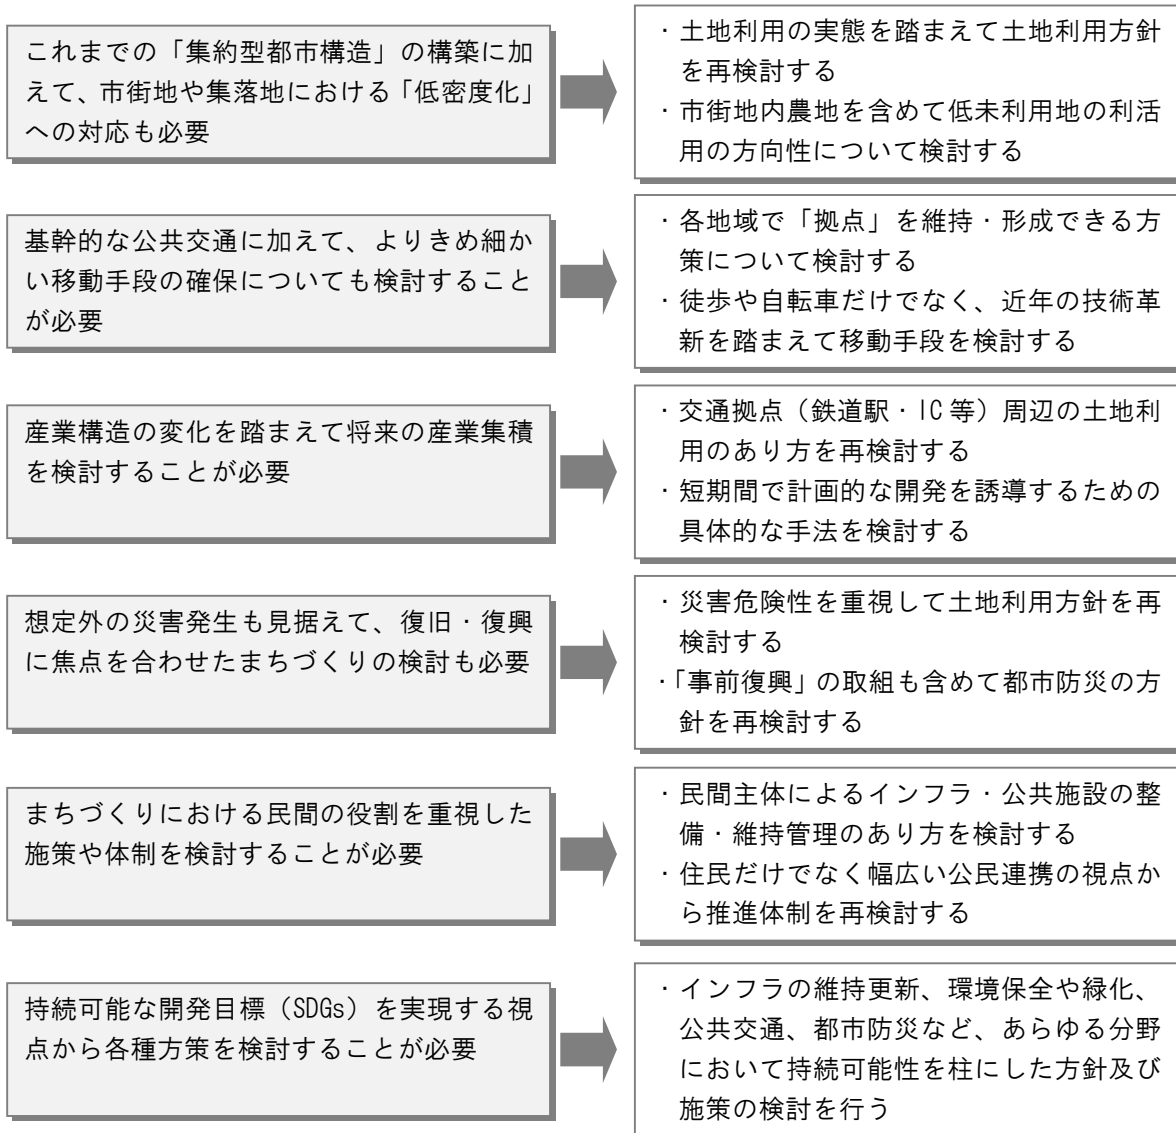 これまでの「集約型都市構造」の構築に加
えて、市街地や集落地における「低密度化」
への対応も必要
・土地利用の実態を踏まえて土地利用方針
を再検討する
・市街地内農地を含めて低未利用地の利活
用の方向性について検討する
基幹的な公共交通に加えて、よりきめ細か
い移動手段の確保についても検討すること
が必要
・各地域で「拠点」を維持・形成できる方
策について検討する
・徒歩や自転車だけでなく、近年の技術革
新を踏まえて移動手段を検討する
産業構造の変化を踏まえて将来の産業集積
を検討することが必要
・交通拠点（鉄道駅・IC等）周辺の土地利
用のあり方を再検討する
・短期間で計画的な開発を誘導するための
具体的な手法を検討する
想定外の災害発生も見据えて、復旧・復興
に焦点を合わせたまちづくりの検討も必要
・災害危険性を重視して土地利用方針を再
検討する
・「事前復興」の取組も含めて都市防災の方
針を再検討する
まちづくりにおける民間の役割を重視した
施策や体制を検討することが必要
・民間主体によるインフラ・公共施設の整
備・維持管理のあり方を検討する
・住民だけでなく幅広い公民連携の視点か
ら推進体制を再検討する
持続可能な開発目標（SDGs）を実現する視
点から各種方策を検討することが必要
・インフラの維持更新、環境保全や緑化、
公共交通、都市防災など、あらゆる分野
において持続可能性を柱にした方針及び
施策の検討を行う